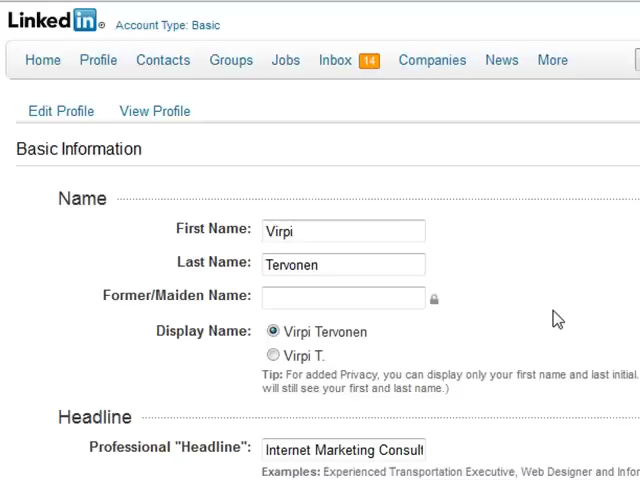 Linked in® Account Type: Basic
Home Profile Contacts Groups Jobs Inbox 14 Companies News More
Edit Profile View Profile
Basic Information
Name
First Name: Virpi
Last Name: Tervonen
Former/Maiden Name:
Display Name: Virpi Tervonen
Virpi T.
Tip: For added Privacy, you can display only your first name and last initial.
will still see your first and last name.)
Headline
Professional "Headline": Internet Marketing Consult
Examples: Experienced Transportation Executive, Web Designer and Infor